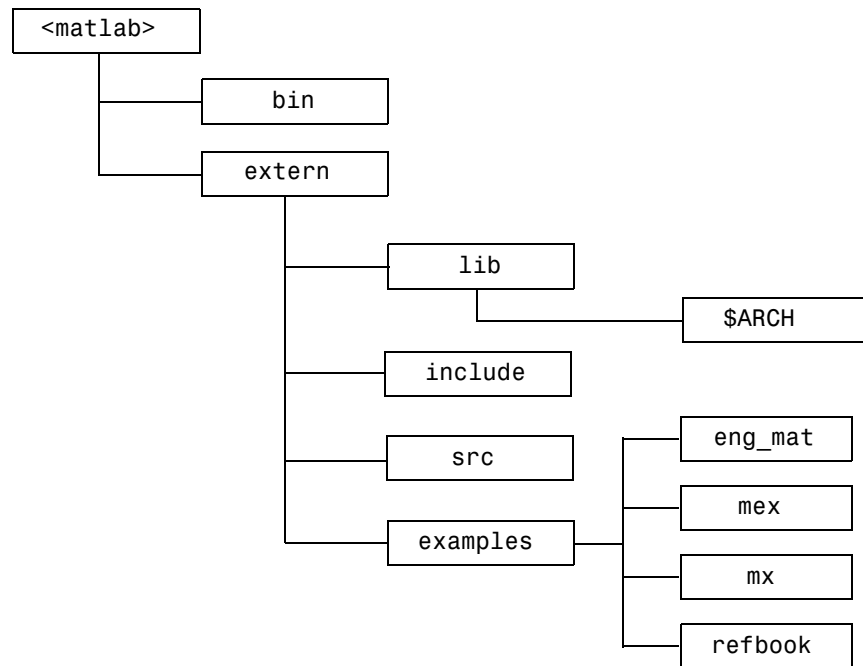 <matlab>
bin
extern
lib
$ARCH
include
eng_mat
src
mex
examples
mx
refbook